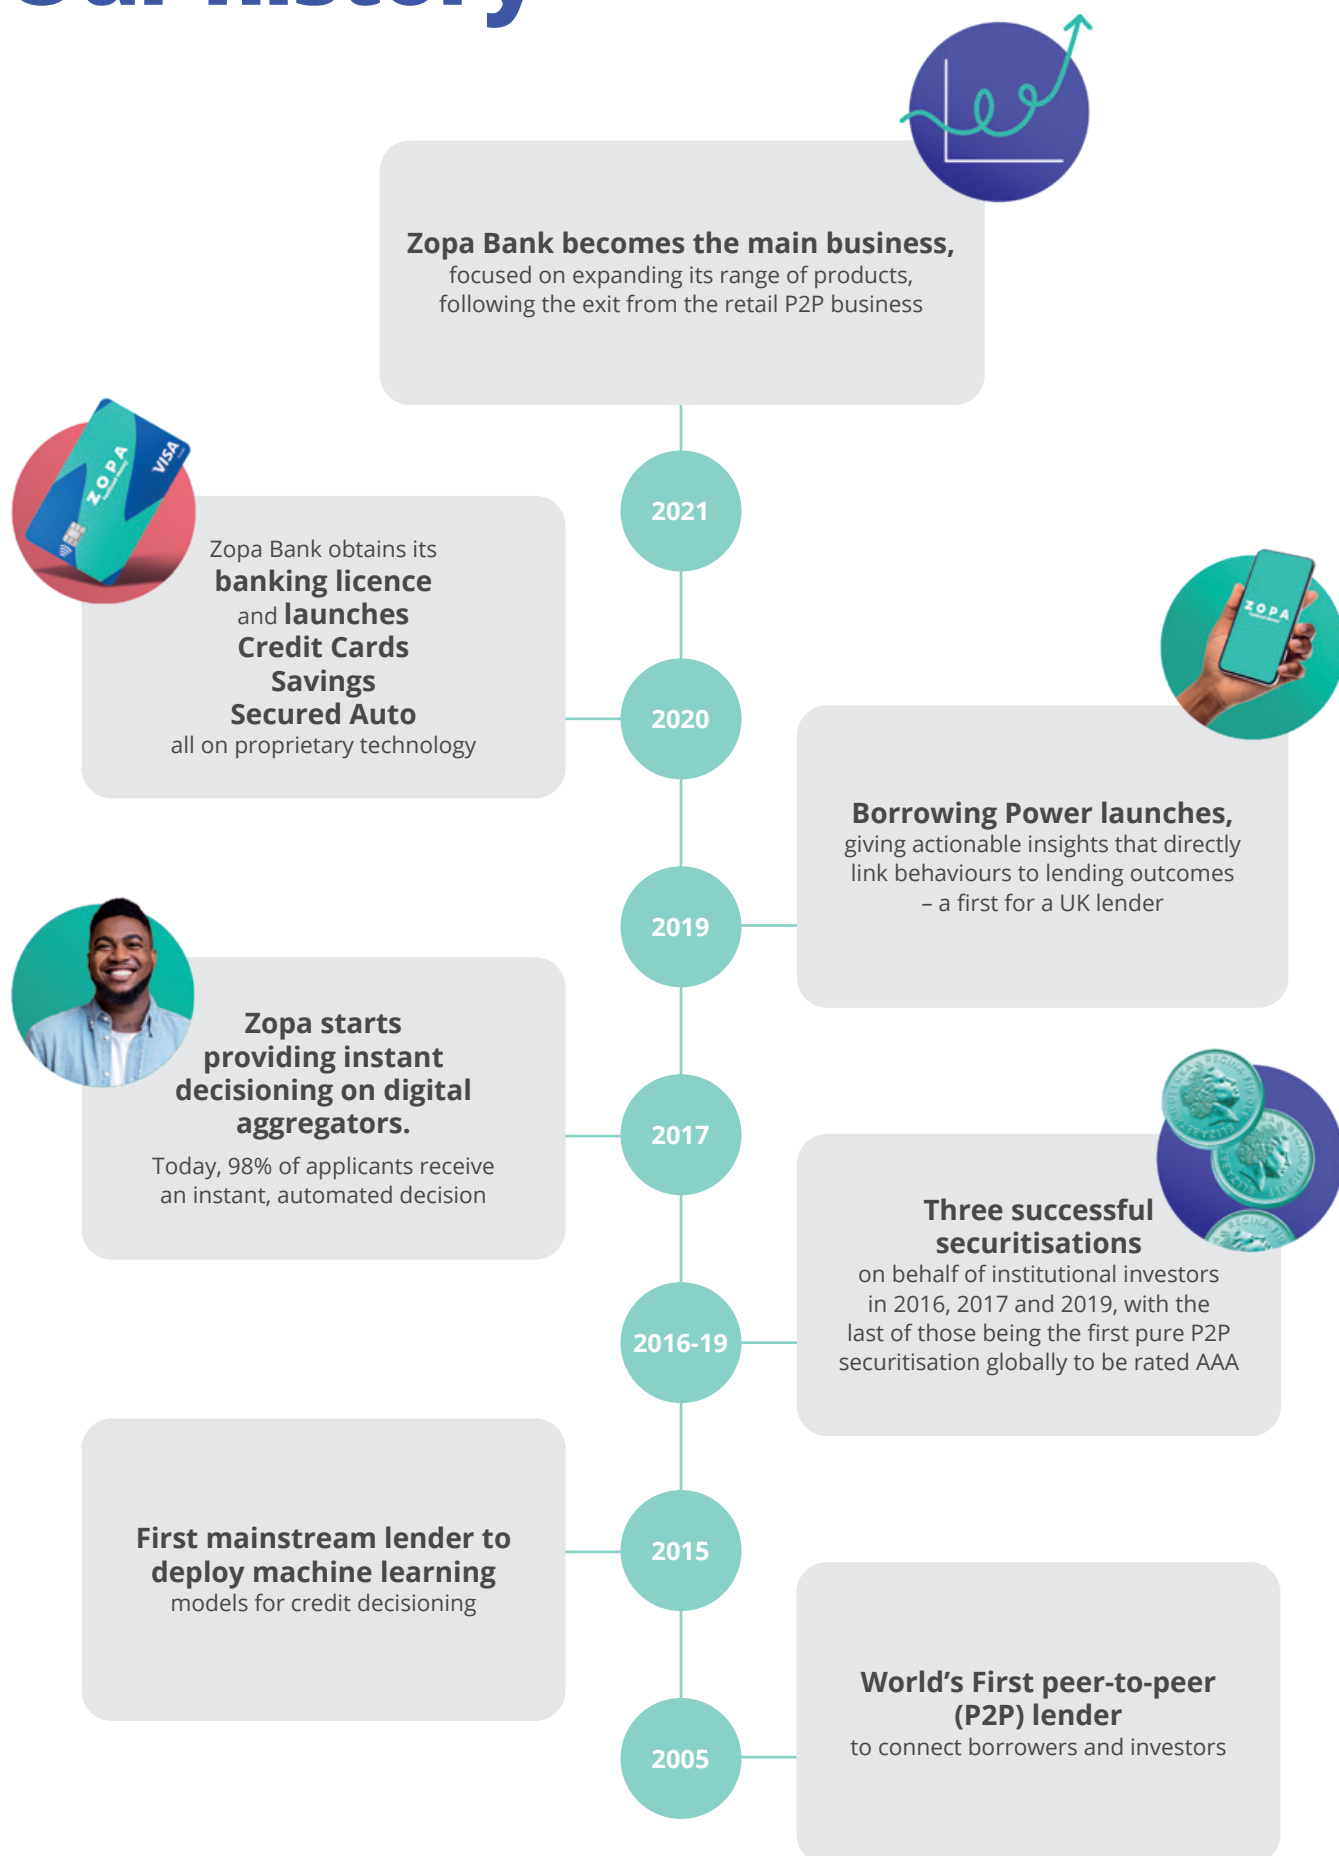 Our history
Zopa Bank becomes the main business,
focused on expanding its range of products,
following the exit from the retail P2P business
2021
ZOPA
VISA
Zopa Bank obtains its
banking licence
and launches
Credit Cards
Savings
Secured Auto
all on proprietary technology
2020
ZOPA
Borrowing Power launches,
giving actionable insights that directly
link behaviours to lending outcomes
– a first for a UK lender
2019
Zopa starts
providing instant
decisioning on digital
aggregators.
Today, 98% of applicants receive
an instant, automated decision
2017
Three successful
securitisations
on behalf of institutional investors
in 2016, 2017 and 2019, with the
last of those being the first pure P2P
securitisation globally to be rated AAA
2016-19
First mainstream lender to
deploy machine learning
models for credit decisioning
2015
World’s First peer-to-peer
(P2P) lender
to connect borrowers and investors
2005